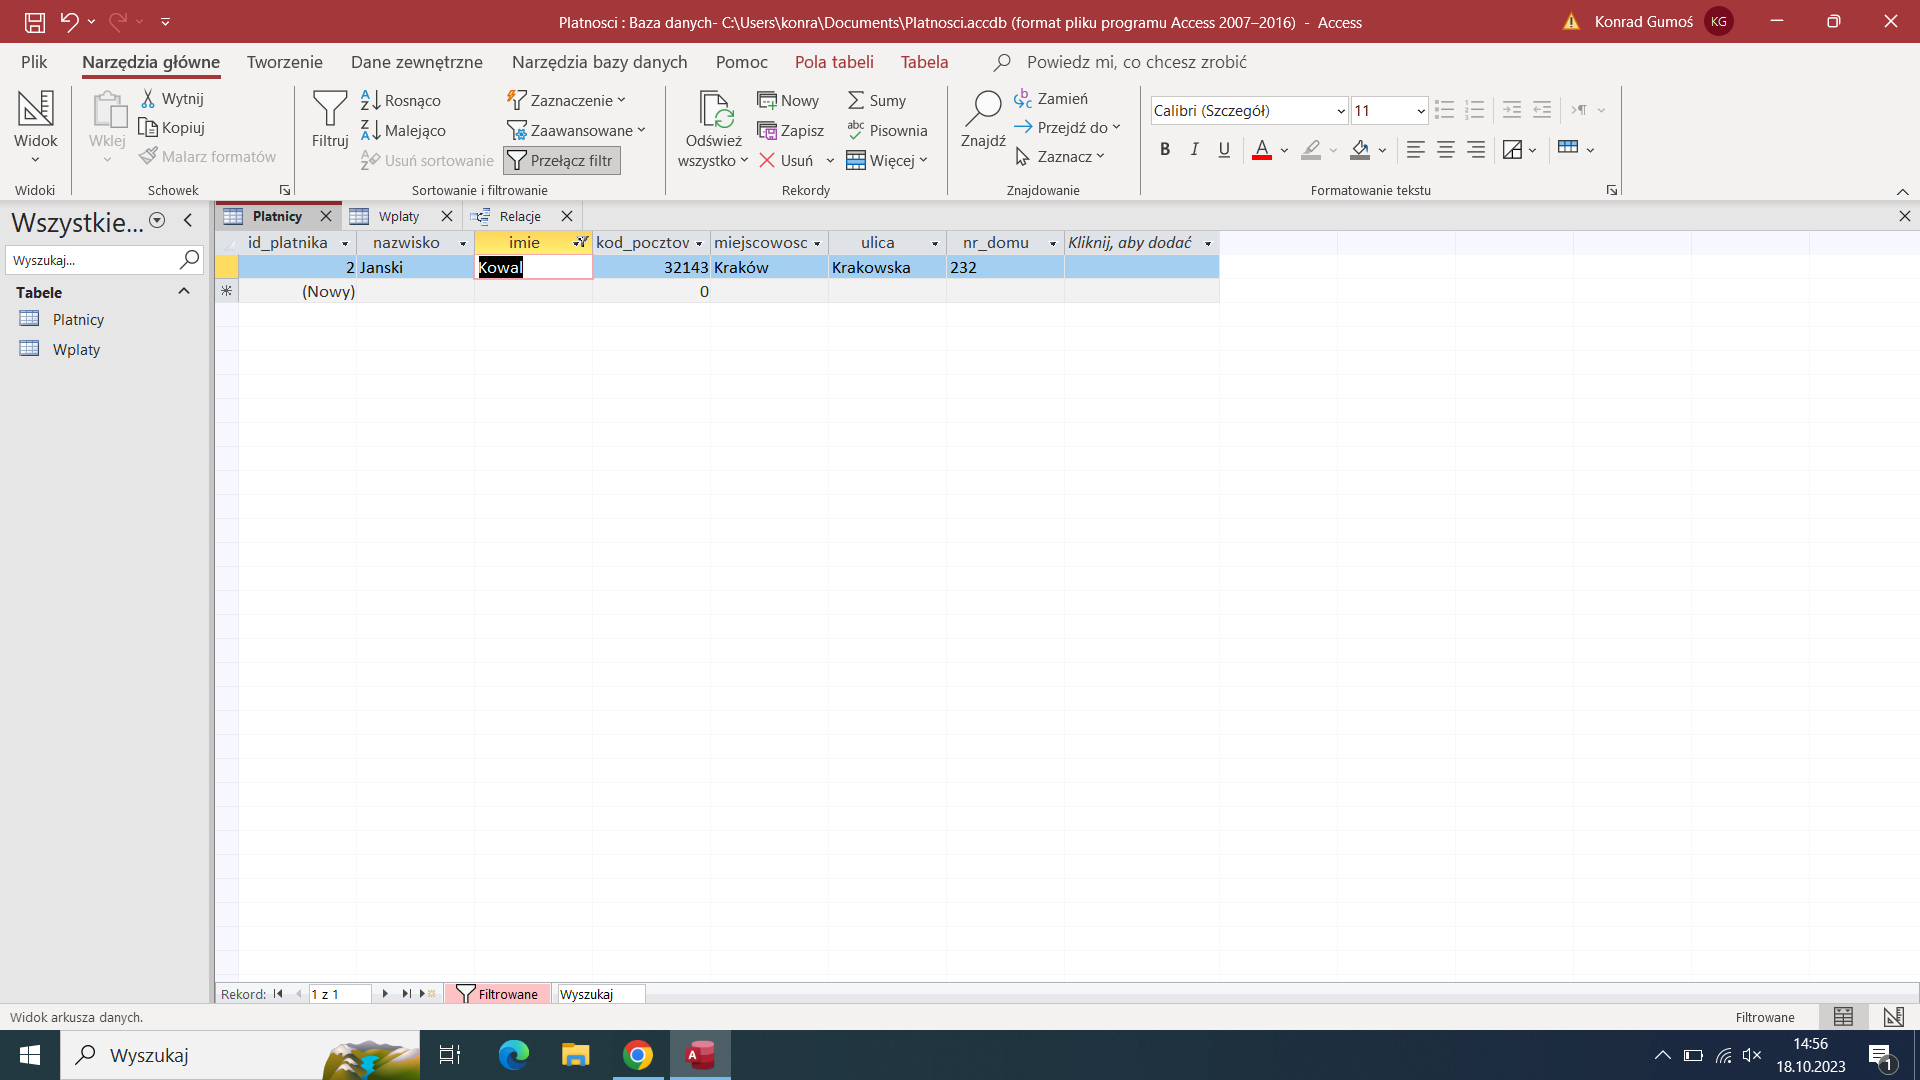 Platnosci : Baza danych- C:\Users\konra\Documents\Platnosci.accdb (format pliku programu Access 2007–2016) - Access
Konrad Gumoś
KG
Plik
Narzędzia główne
Tworzenie
Dane zewnętrzne
Narzędzia bazy danych
Pomoc
Pola tabeli
Tabela
Powiedz mi, co chcesz zrobić
Widok
Widoki
Wklej
Wytnij
Kopiuj
Malarz formatów
Schowek
Filtruj
Rosnąco
Malejąco
Usuń sortowanie
Zaznaczenie
Zaawansowane
Przełącz filtr
Sortowanie i filtrowanie
Odśwież
wszystko
Nowy
Zapisz
Usuń
Sumy
Pisownia
Więcej
Rekordy
Znajdź
Zamień
Przejdź do
Zaznacz
Znajdowanie
Calibri (Szczegół)
11
B I U
Formatowanie tekstu
Wszystkie...
Wyszukaj...
Tabele
Platnicy
Wplaty
Platnicy
Wplaty
Relacje
id_platnika nazwisko imie kod_pocztow miejscowosc ulica nr_domu Kliknij, aby dodać
2 Janski Kowal 32143 Kraków Krakowska 232
(Nowy) 0
Rekord: 1 z 1 Filtrowane Wyszukaj
Widok arkusza danych.
Filtrowane
Wyszukaj
14:56
18.10.2023
1